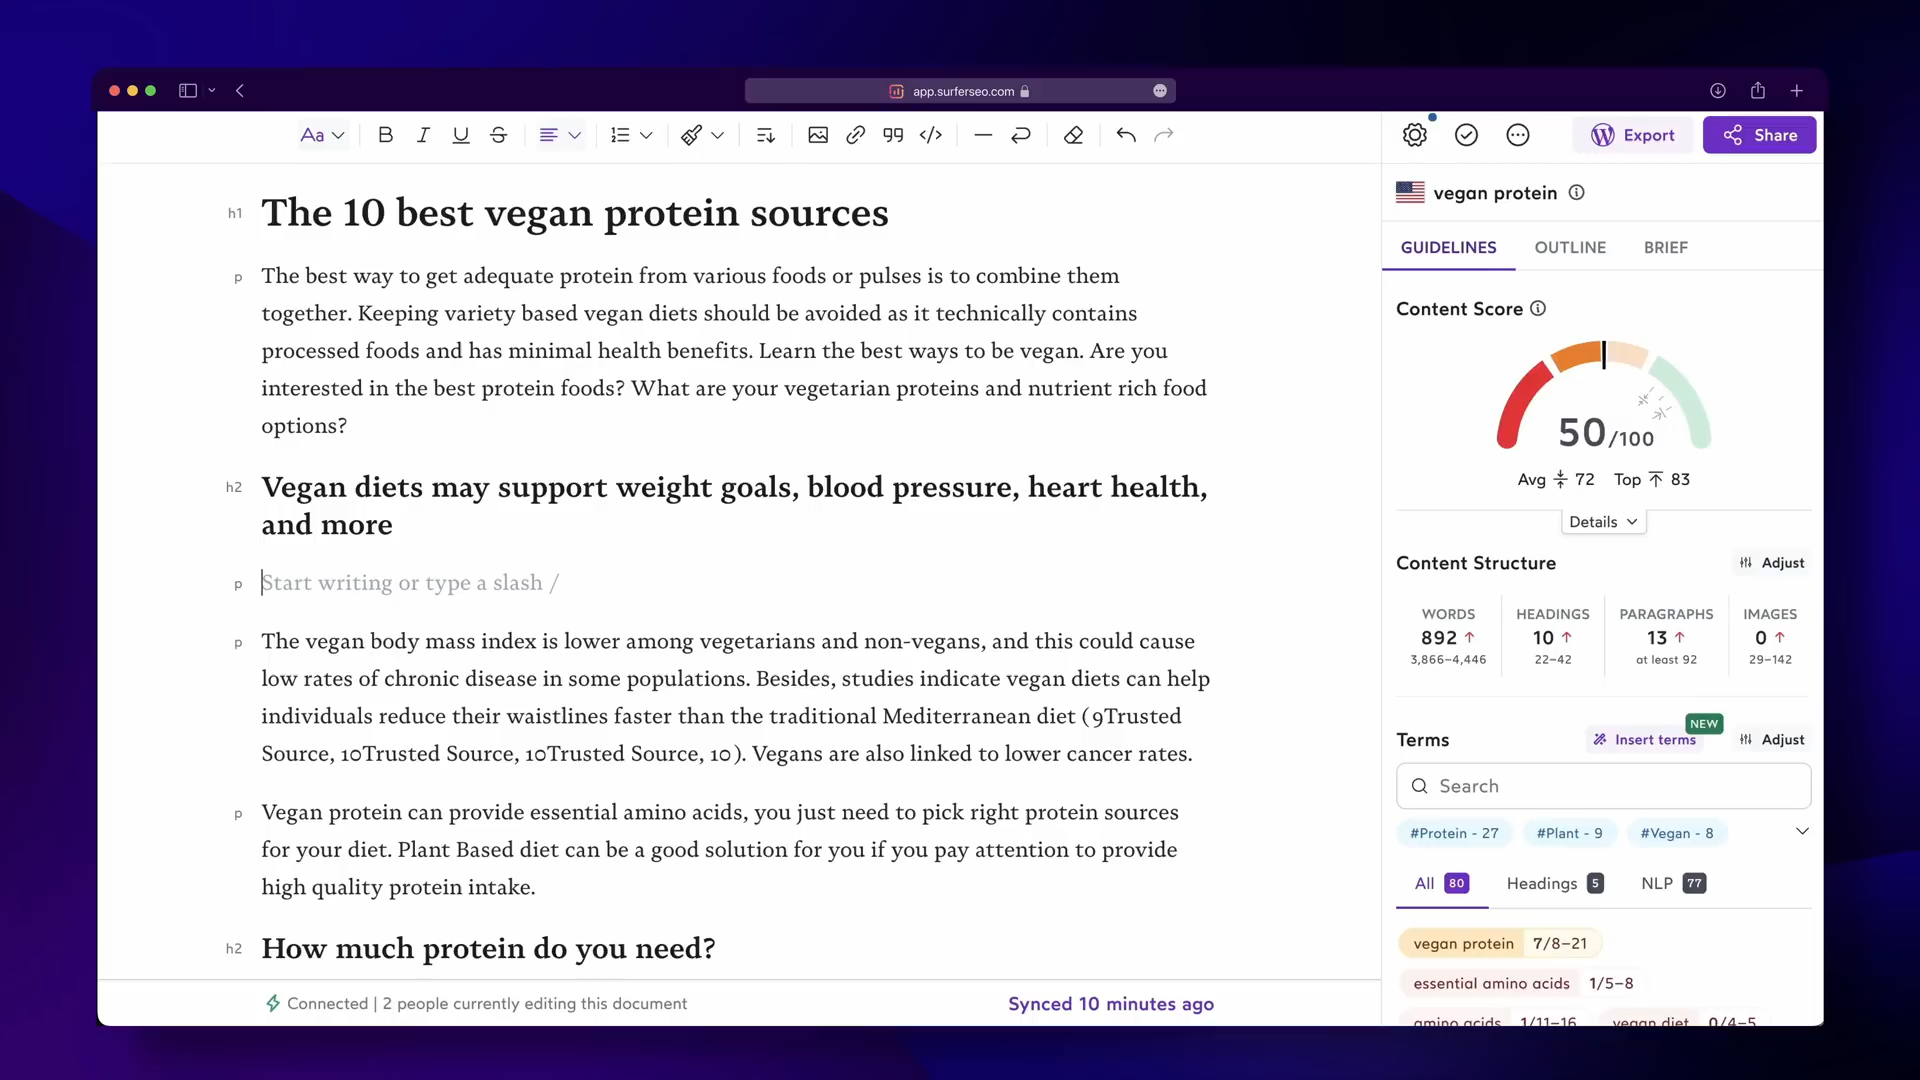 app.surferseo.com
Aa
Export
Share
h1
The 10 best vegan protein sources
p
The best way to get adequate protein from various foods or pulses is to combine them
together. Keeping variety based vegan diets should be avoided as it technically contains
processed foods and has minimal health benefits. Learn the best ways to be vegan. Are you
interested in the best protein foods? What are your vegetarian proteins and nutrient rich food
options?
h2
Vegan diets may support weight goals, blood pressure, heart health,
and more
p
Start writing or type a slash /
p
The vegan body mass index is lower among vegetarians and non-vegans, and this could cause
low rates of chronic disease in some populations. Besides, studies indicate vegan diets can help
individuals reduce their waistlines faster than the traditional Mediterranean diet (9Trusted
Source, 10Trusted Source, 10Trusted Source, 10). Vegans are also linked to lower cancer rates.
p
Vegan protein can provide essential amino acids, you just need to pick right protein sources
for your diet. Plant Based diet can be a good solution for you if you pay attention to provide
high quality protein intake.
h2
How much protein do you need?
Connected | 2 people currently editing this document
Synced 10 minutes ago
vegan protein
GUIDELINES OUTLINE BRIEF
Content Score
50/100
Avg 72 Top 83
Details
Content Structure
Adjust
WORDS HEADINGS PARAGRAPHS IMAGES
892 10 13 0
3,866–4,446 22–42 at least 92 29–142
NEW
Terms Insert terms Adjust
Search
#Protein - 27 #Plant - 9 #Vegan - 8
All 80 Headings 5 NLP 77
vegan protein 7/8–21
essential amino acids 1/5–8
amino acids 1/11–16 vegan diet 0/4–5